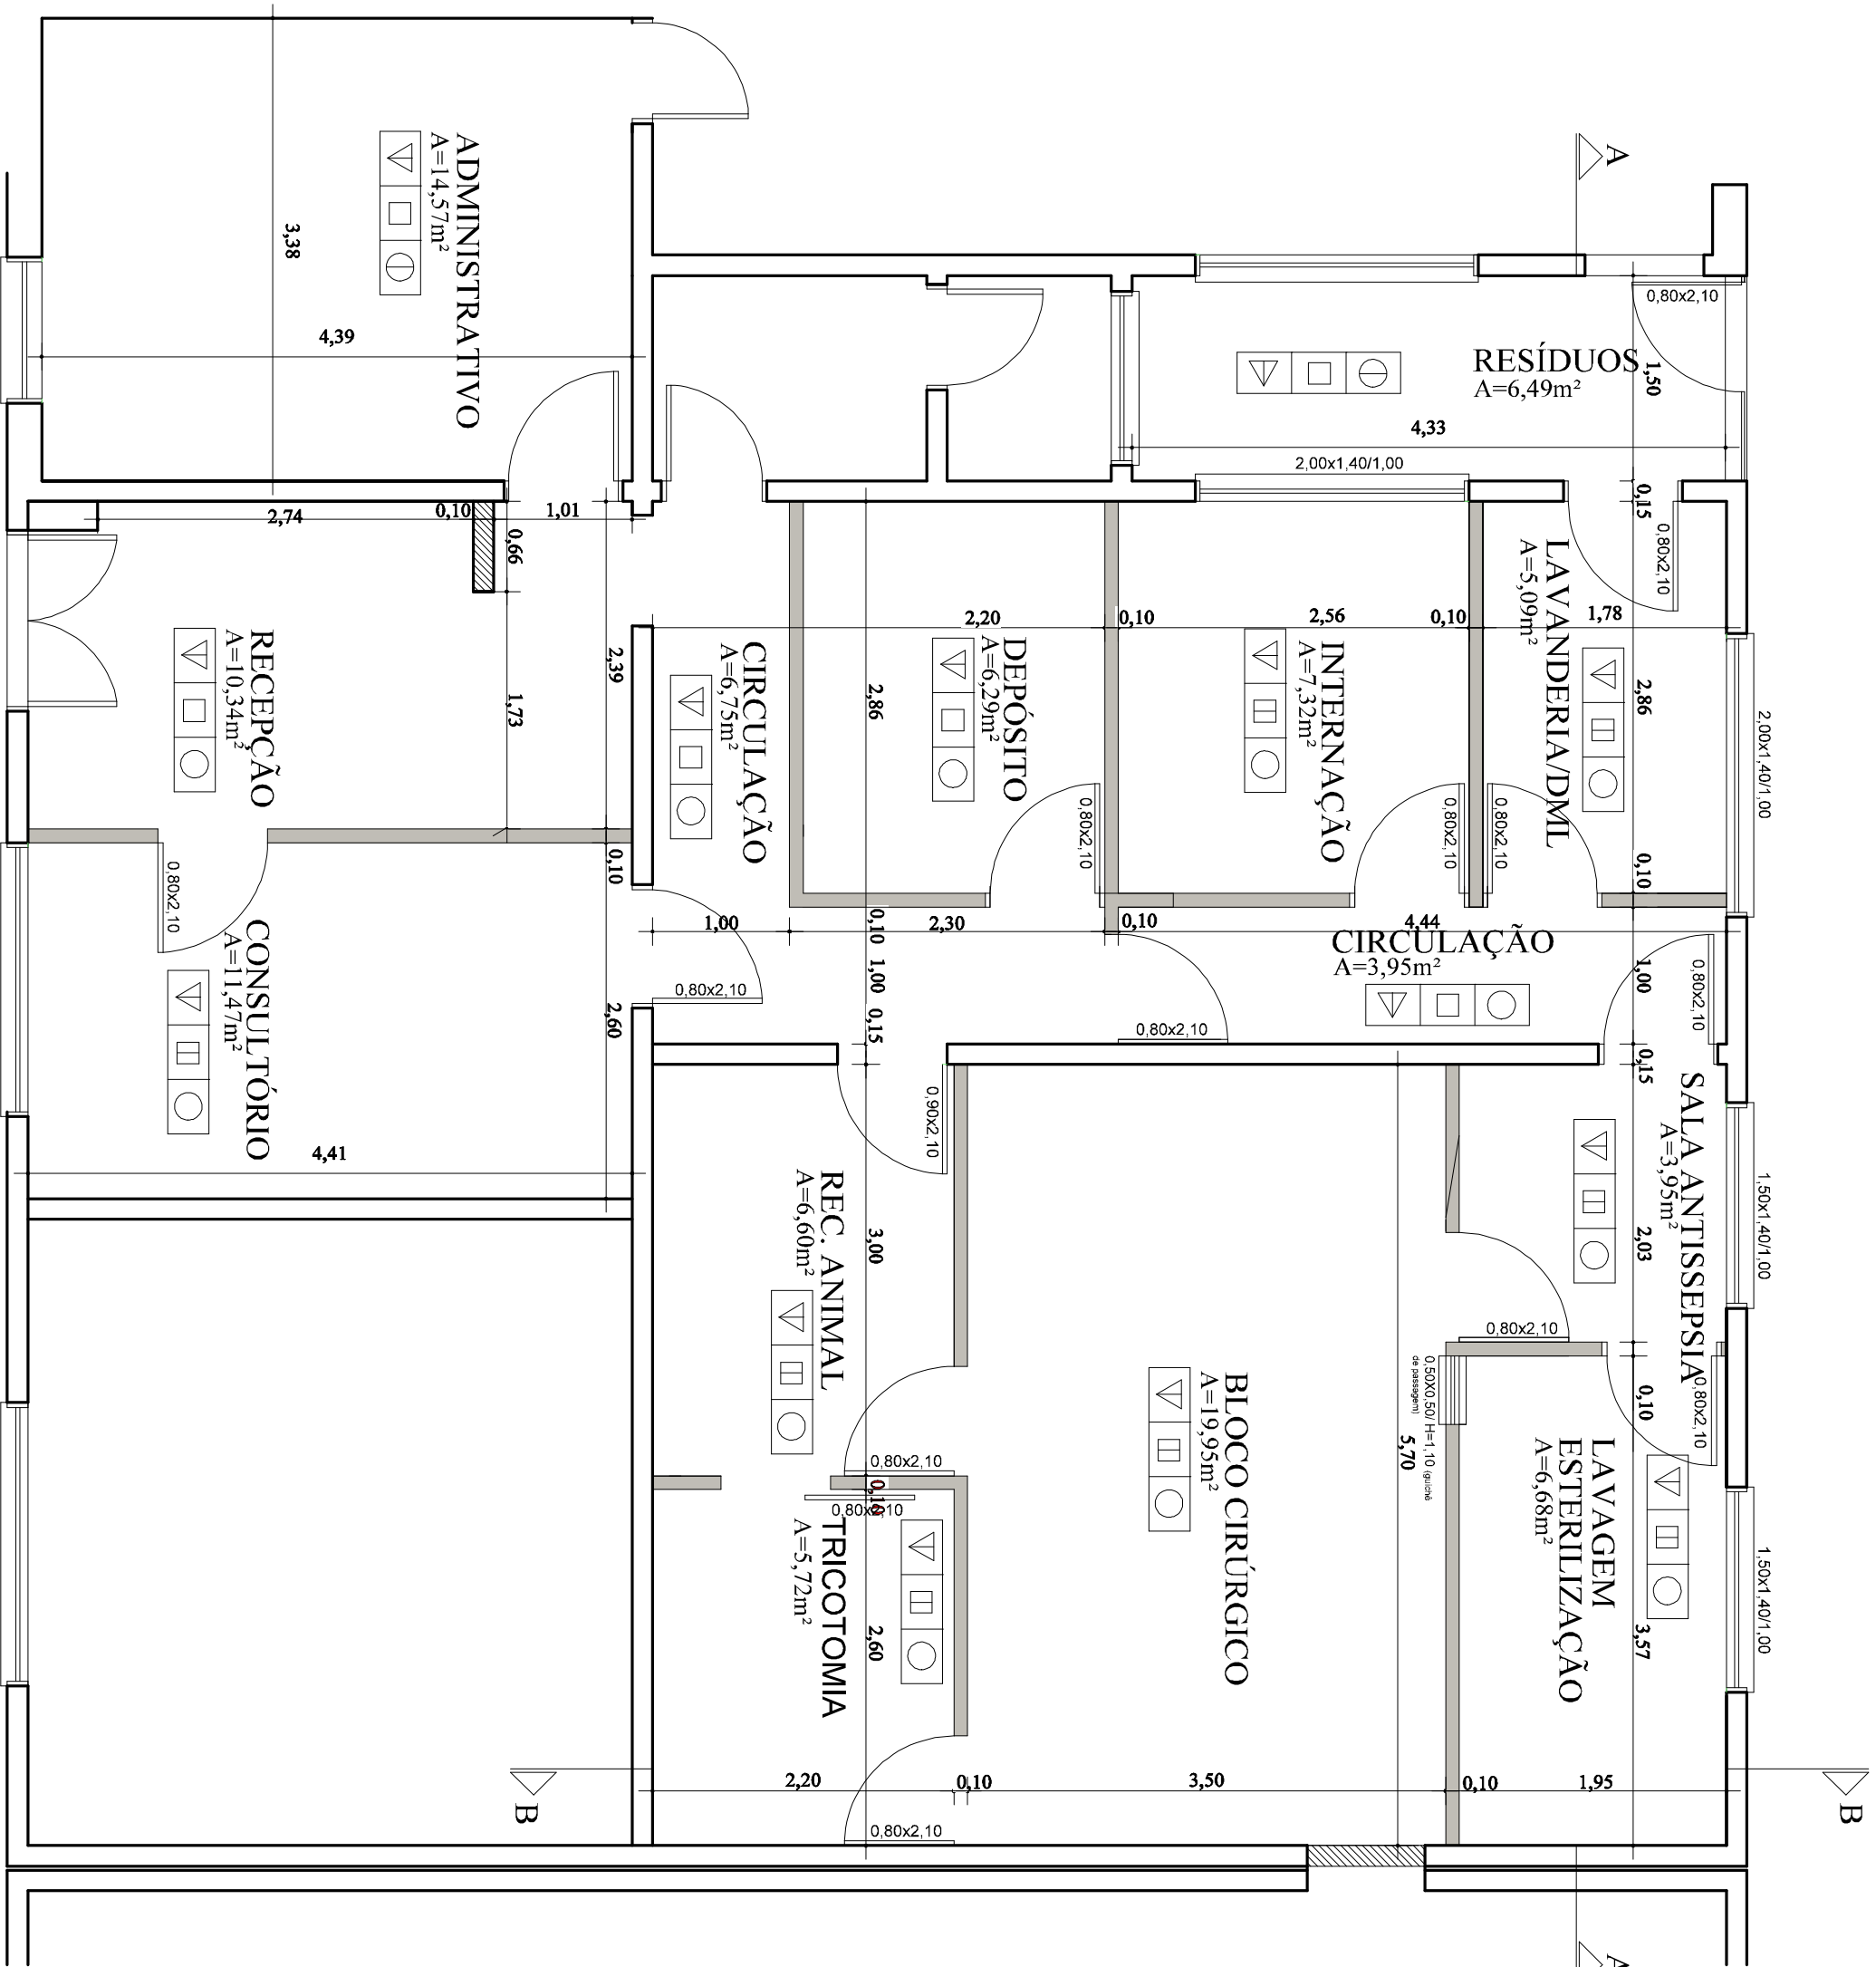 A
ADMINISTRATIVO
A=14,57m²
3,38
4,39
0,80x2,10
RESÍDUOS
A=6,49m²
1,50
4,33
2,00x1,40/1,00
0,15
0,80x2,10
2,74
0,10
1,01
0,66
LAVANDERIA/DML
A=5,09m²
2,20
0,10
2,56
0,10
1,78
RECEPÇÃO
A=10,34m²
2,39
1,73
CIRCULAÇÃO
A=6,75m²
2,86
DEPÓSITO
A=6,29m²
INTERNAÇÃO
A=7,32m²
2,86
2,00x1,40/1,00
0,80x2,10
0,80x2,10
0,80x2,10
0,10
0,10
0,80x2,10
CONSULTÓRIO
A=11,47m²
1,00
0,10
2,30
0,10
4,44
CIRCULAÇÃO
A=3,95m²
1,00
1,00
0,80x2,10
0,80x2,10
2,60
0,15
0,80x2,10
0,15
4,41
0,90x2,10
SALA ANTISSEPSIA
A=3,95m²
1,50x1,40/1,00
REC. ANIMAL
A=6,60m²
3,00
2,03
0,80x2,10
0,50X0,50/ H=1,10 (guichê
de passagem)
0,10
0,80x2,10
BLOCO CIRÚRGICO
A=19,95m²
5,70
0,80x2,10
0,10
0,80x2,10
LAVAGEM
ESTERILIZAÇÃO
A=6,68m²
1,50x1,40/1,00
TRICOTOMIA
A=5,72m²
2,60
3,57
B
2,20
0,10
3,50
0,10
1,95
B
0,80x2,10
A